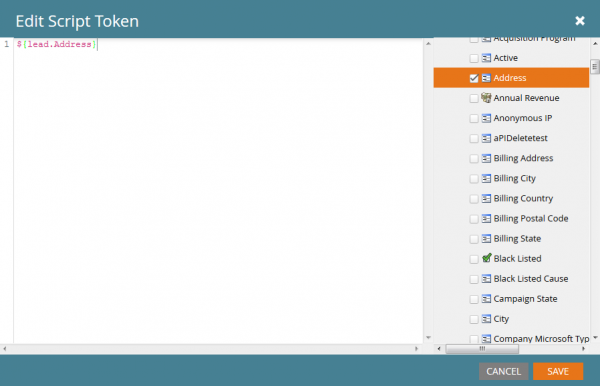 Edit Script Token
1 ${lead.Address}
Acquisition Program
Active
Address
Annual Revenue
Anonymous IP
aPIDeletetest
Billing Address
Billing City
Billing Country
Billing Postal Code
Billing State
Black Listed
Black Listed Cause
Campaign State
City
Company Microsoft Typ
CANCEL SAVE